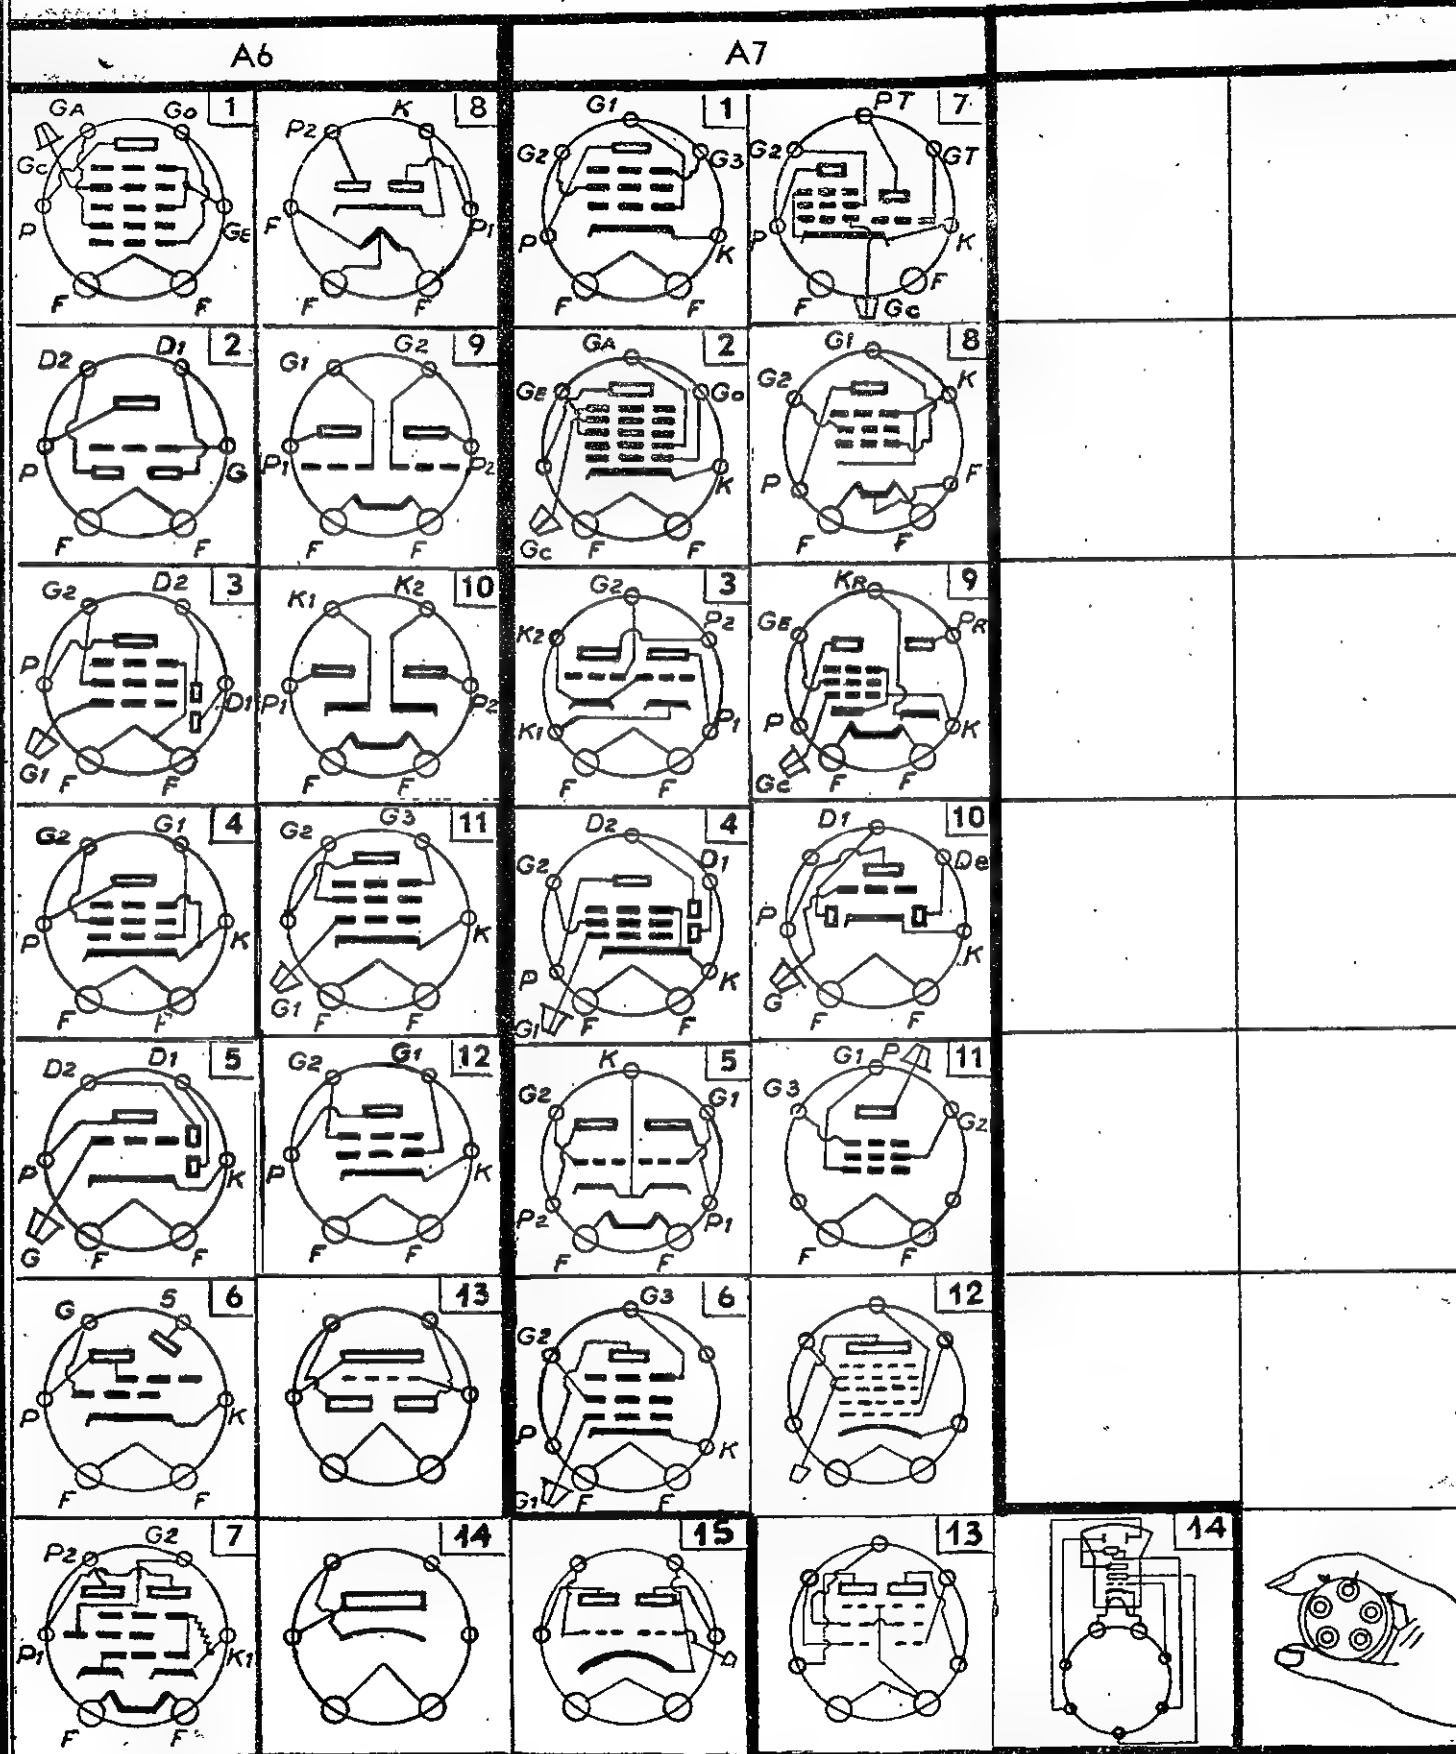 A6 A7
GA Go 1
Gc
P GE
F F
P2 K 8
F P1
F F
G1 1
G2 G3
P K
F F
PT 7
G2 GT
P K
F F
Gc
D2 D1 2
P G
F F
G1 G2 9
P1 P2
F F
GA 2
GE Go
K
Gc F F
G1 8
G2 K
P F
F F
G2 D2 3
P D1
G1 F F
K1 K2 10
P1 P2
F F
G2 3
K2 P2
K1 P1
F F
KR 9
GE PR
P K
Gc F F
G2 G1 4
P K
F F
G2 G3 11
K
G1 F F
D2 4
G2 D1
P K
G1 F F
D1 10
De
P K
G F F
D2 D1 5
P K
G F F
G2 G1 12
P K
F F
K 5
G2 G1
P2 P1
F F
G1 P 11
G3 G2
F F
G S 6
P K
F F
13
G3 6
G2
P K
G1 F F
12
P2 G2 7
P1 K1
F F
14
15
13
14